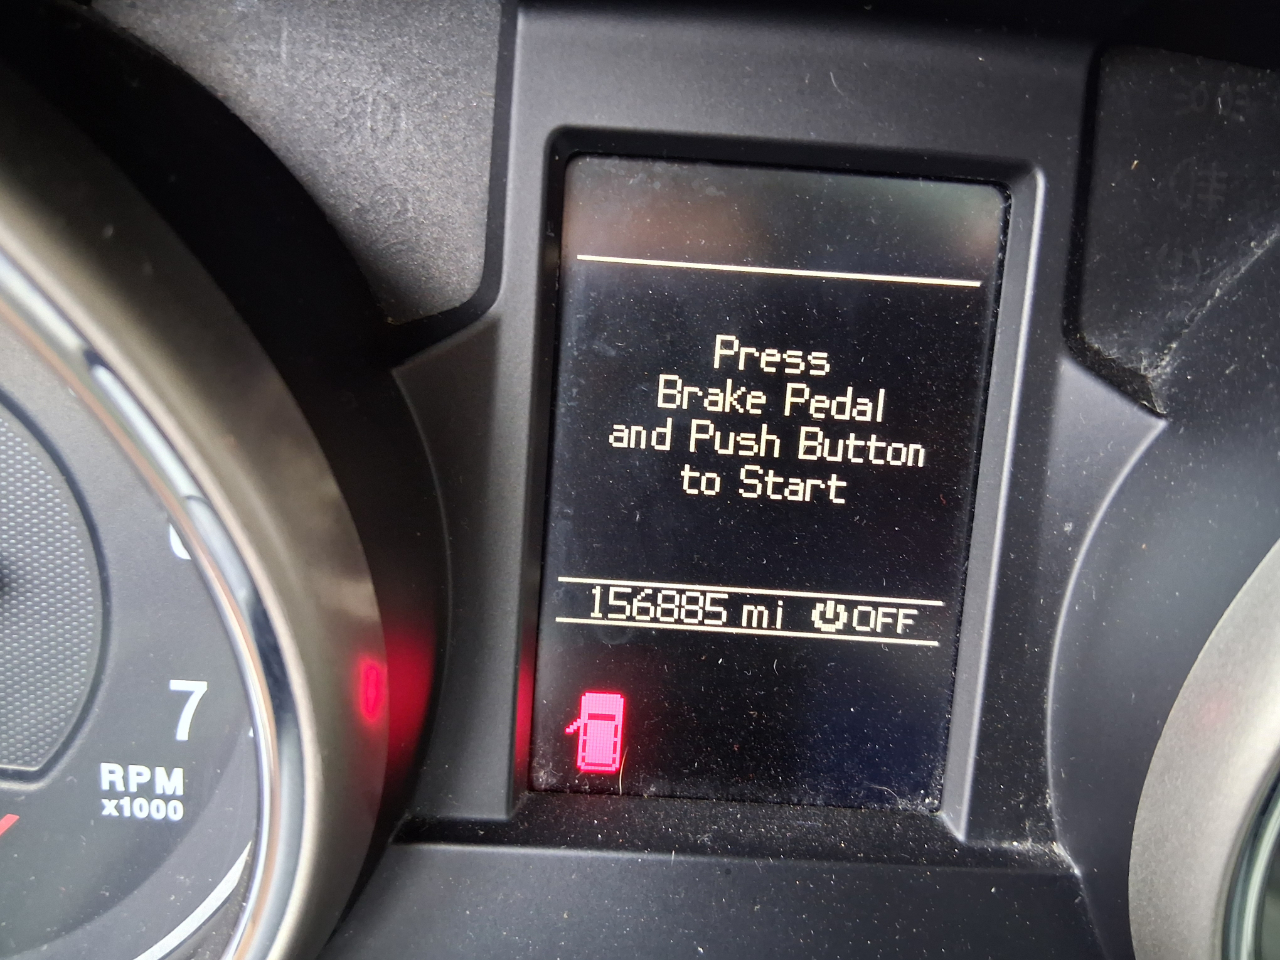 Press
Brake Pedal
and Push Button
to Start
156885 mi OFF
7
RPM
x1000